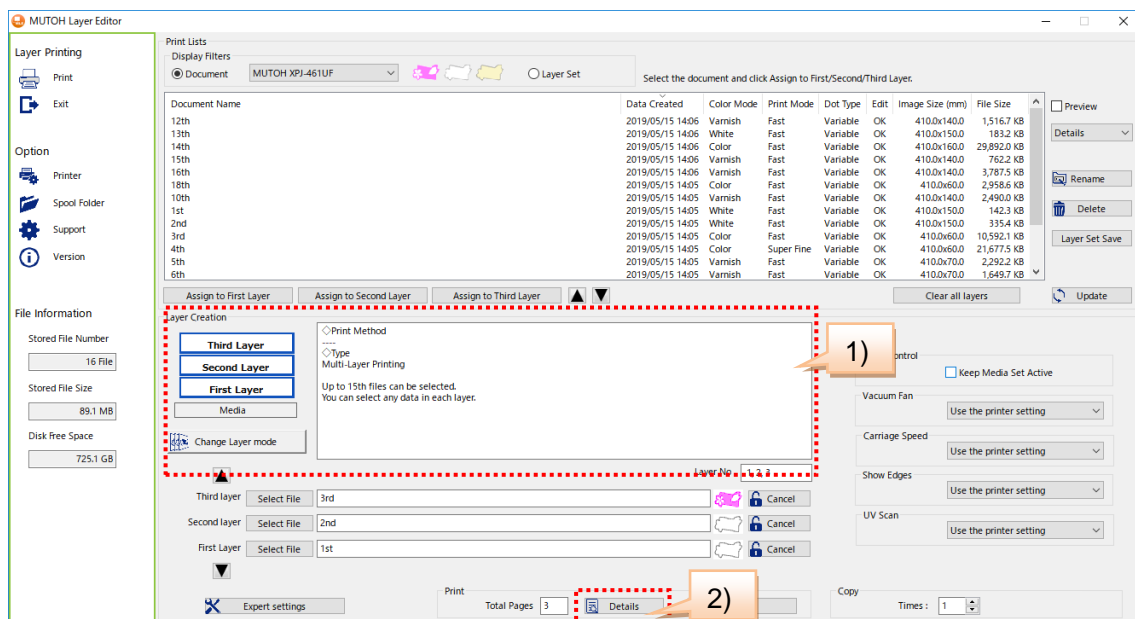 MUTOH Layer Editor
Layer Printing
Print
Exit
Option
Printer
Spool Folder
Support
Version
File Information
Stored File Number
16 File
Stored File Size
89.1 MB
Disk Free Space
725.1 GB
Print Lists
Display Filters
Document MUTOH XPJ-461UF Layer Set
Select the document and click Assign to First/Second/Third Layer.
Document Name Data Created Color Mode Print Mode Dot Type Edit Image Size (mm) File Size
12th 2019/05/15 14:06 Varnish Fast Variable OK 410.0x140.0 1,516.7 KB
13th 2019/05/15 14:06 White Fast Variable OK 410.0x150.0 183.2 KB
14th 2019/05/15 14:06 Color Fast Variable OK 410.0x160.0 29,892.0 KB
15th 2019/05/15 14:06 Varnish Fast Variable OK 410.0x140.0 762.2 KB
16th 2019/05/15 14:06 Varnish Fast Variable OK 410.0x140.0 3,787.5 KB
18th 2019/05/15 14:05 Color Fast Variable OK 410.0x60.0 2,958.6 KB
10th 2019/05/15 14:05 Varnish Fast Variable OK 410.0x140.0 2,490.0 KB
1st 2019/05/15 14:05 White Fast Variable OK 410.0x150.0 142.3 KB
2nd 2019/05/15 14:05 White Fast Variable OK 410.0x150.0 335.4 KB
3rd 2019/05/15 14:05 Color Fast Variable OK 410.0x60.0 10,592.1 KB
4th 2019/05/15 14:05 Color Super Fine Variable OK 410.0x60.0 21,677.5 KB
5th 2019/05/15 14:05 Varnish Fast Variable OK 410.0x70.0 2,292.2 KB
6th 2019/05/15 14:05 Varnish Fast Variable OK 410.0x70.0 1,649.7 KB
Preview
Details
Rename
Delete
Layer Set Save
Assign to First Layer Assign to Second Layer Assign to Third Layer Clear all layers Update
Layer Creation
Third Layer
Second Layer
First Layer
Media
Change Layer mode
◇Print Method
----
◇Type
Multi-Layer Printing
Up to 15th files can be selected.
You can select any data in each layer.
1)
Layer No. 1, 2, 3
Third layer Select File 3rd Cancel
Second layer Select File 2nd Cancel
First Layer Select File 1st Cancel
Keep Media Set Active
Vacuum Fan
Use the printer setting
Carriage Speed
Use the printer setting
Show Edges
Use the printer setting
UV Scan
Use the printer setting
Expert settings
Print
Total Pages 3 Details
2)
Copy
Times : 1